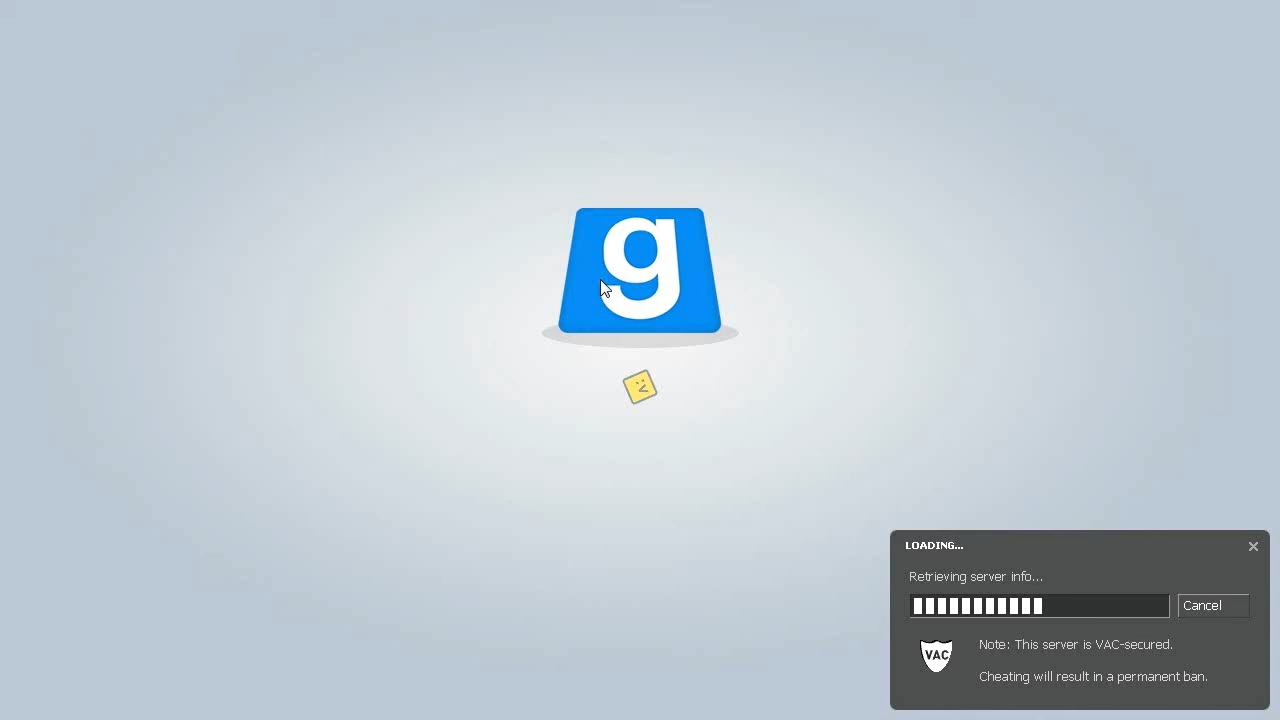 g
LOADING...
Retrieving server info...
Cancel
VAC
Note: This server is VAC-secured.
Cheating will result in a permanent ban.